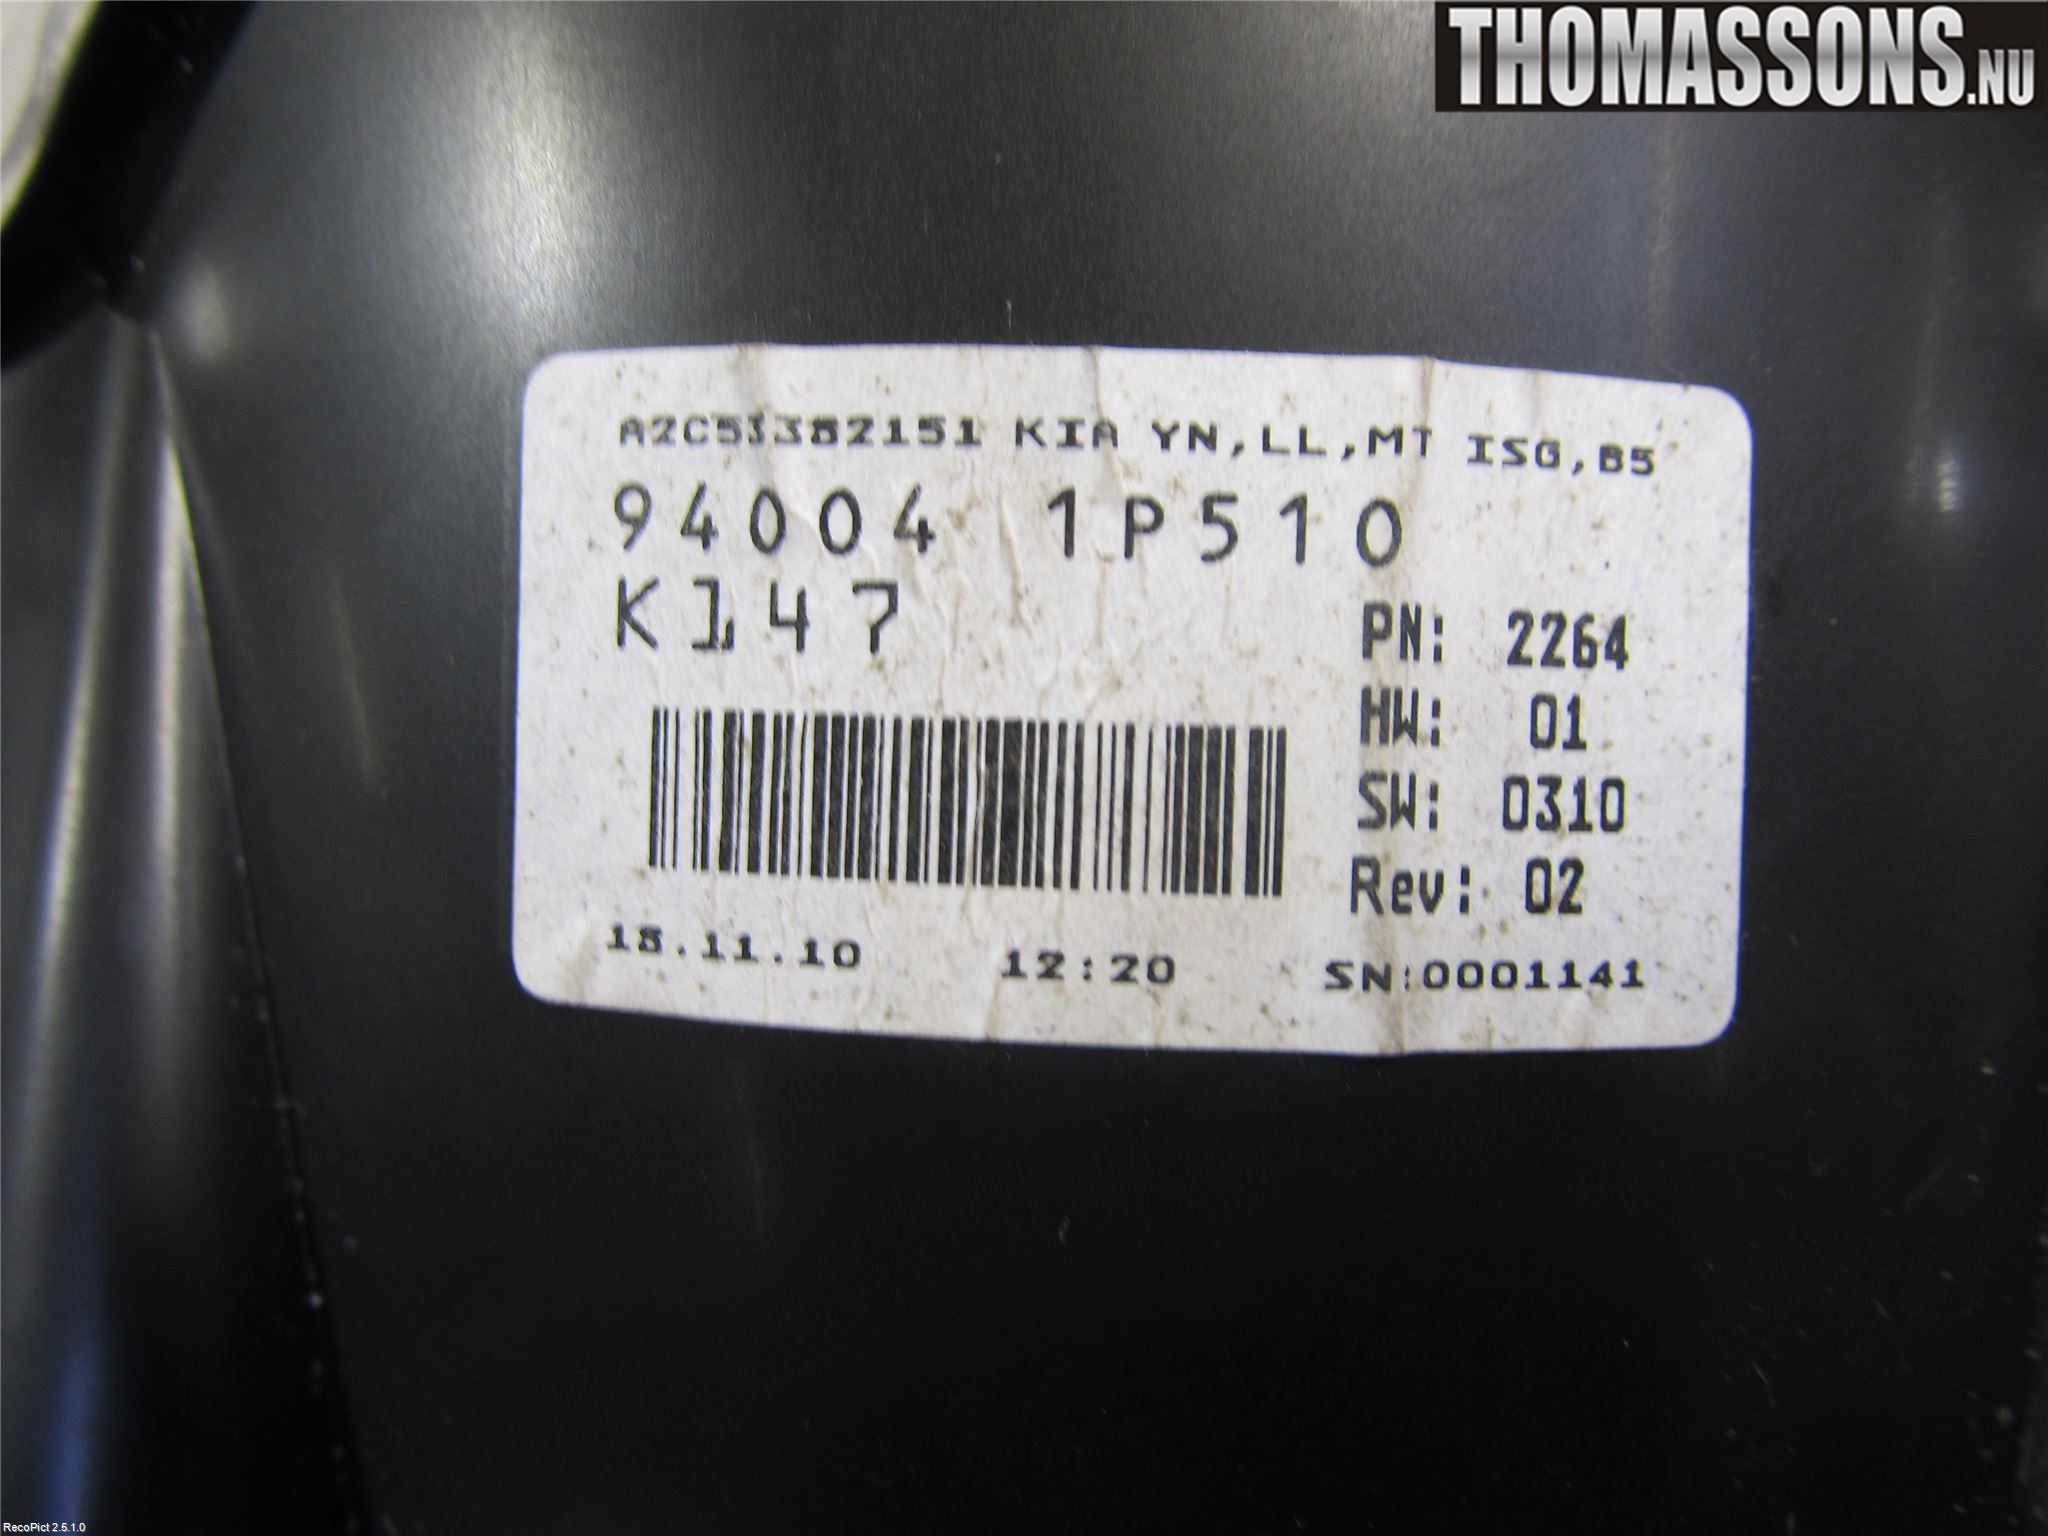 THOMASSONS.NU
A2C53382151 KIA YN,LL,MT ISG,B5
94004 1P510
K147
PN: 2264
HW: 01
SW: 0310
Rev: 02
18.11.10 12:20 SN:0001141
RecoPict 2.5.1.0